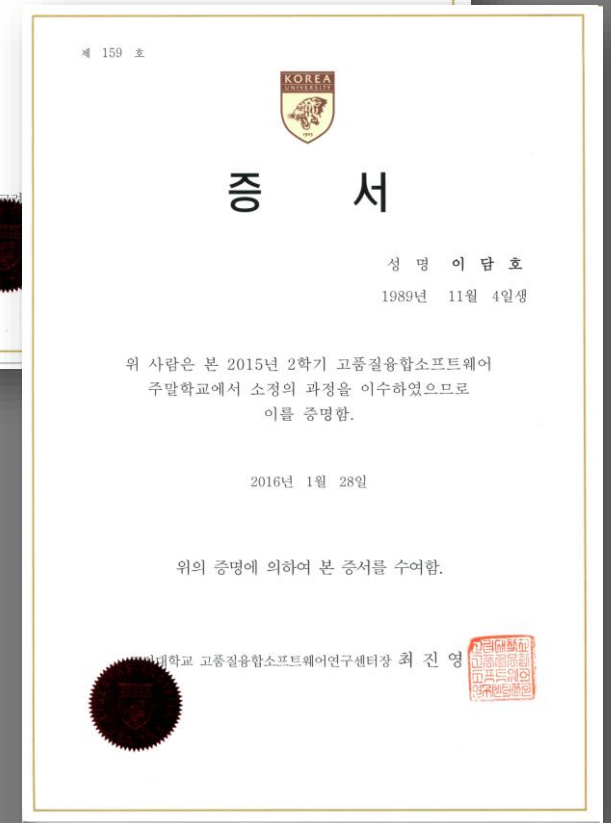 제 159 호
KOREA
UNIVERSITY
1905
증 서
성 명 이 담 호
1989년 11월 4일생
위 사람은 본 2015년 2학기 고품질융합소프트웨어
주말학교에서 소정의 과정을 이수하였으므로
이를 증명함.
2016년 1월 28일
위의 증명에 의하여 본 증서를 수여함.
대학교 고품질융합소프트웨어연구센터장 최 진 영